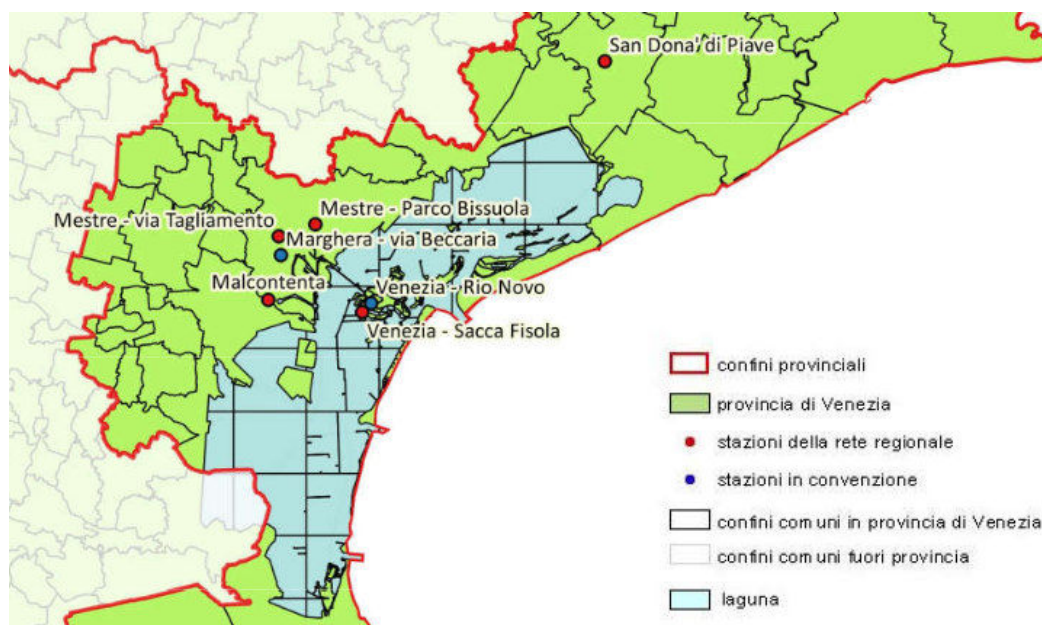 San Dona' di Piave
Mestre - Parco Bissuola
Mestre - via Tagliamento
Marghera - via Beccaria
Malcontenta
Venezia - Rio Novo
Venezia - Sacca Fisola
confini provinciali
provincia di Venezia
stazioni della rete regionale
stazioni in convenzione
confini comuni in provincia di Venezia
confini comuni fuori provincia
laguna